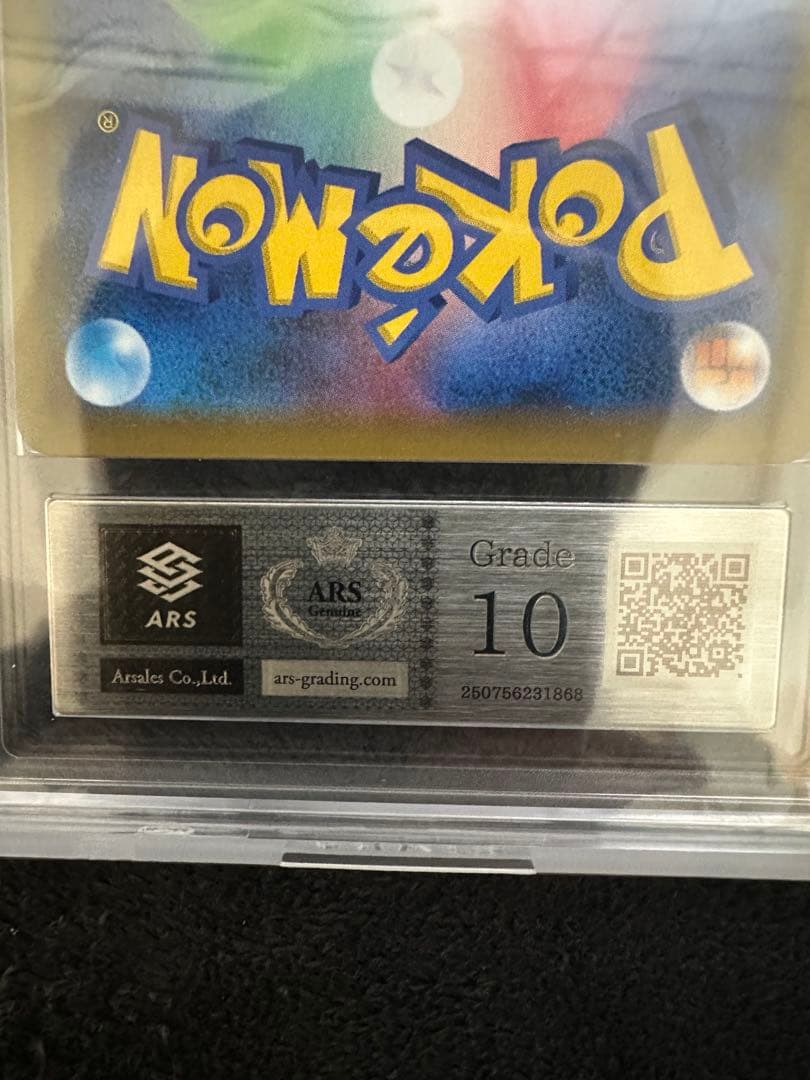 POKéMON
®
ARS
ARS
Genuine
Arsales Co.,Ltd.
ars-grading.com
Grade
10
250756231868